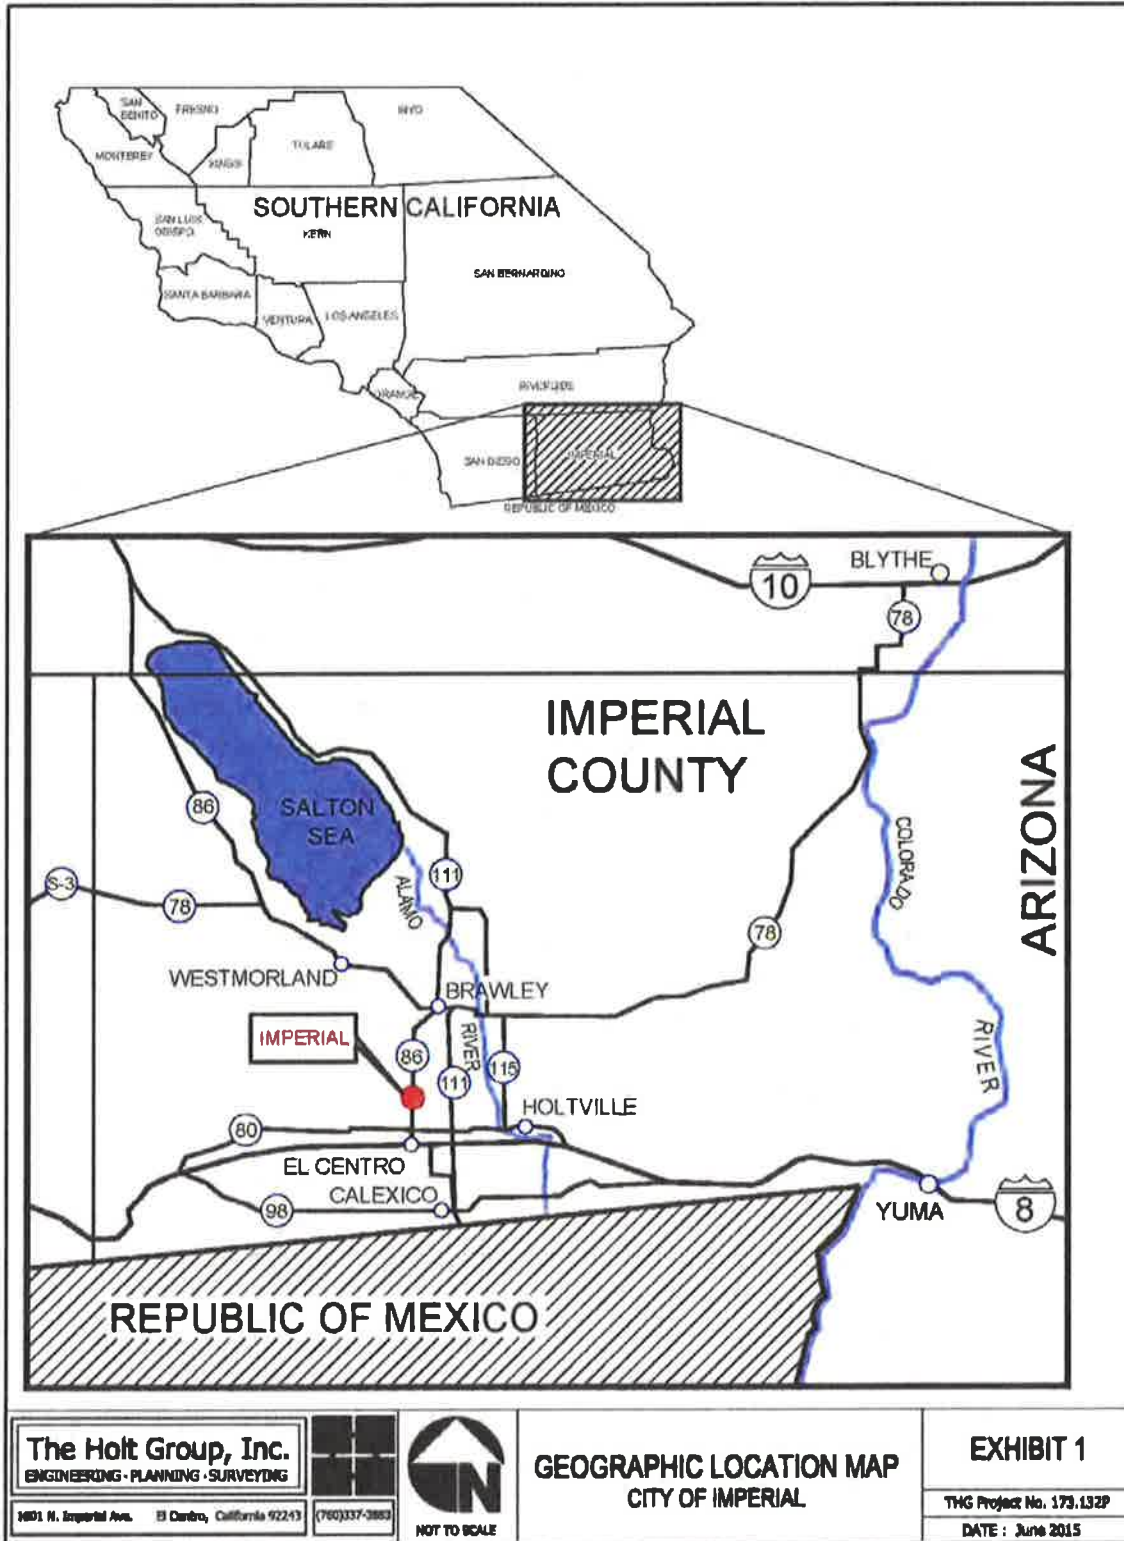 SAN
BENITO
FRESNO
INYO
MONTEREY
KINGS
TULARE
SOUTHERN CALIFORNIA
SAN LUIS
OBISPO
KERN
SAN BERNARDINO
SANTA BARBARA
VENTURA
LOS ANGELES
ORANGE
RIVERSIDE
SAN DIEGO
IMPERIAL
REPUBLIC OF MEXICO
BLYTHE
10
78
IMPERIAL
COUNTY
ARIZONA
86
SALTON
SEA
COLORADO
S-3
78
111
ALAMO
78
WESTMORLAND
BRAWLEY
IMPERIAL
86
RIVER
111
115
RIVER
HOLTVILLE
80
EL CENTRO
CALEXICO
98
YUMA
8
REPUBLIC OF MEXICO
The Holt Group, Inc.
ENGINEERING • PLANNING • SURVEYING
1601 N. Imperial Ave. El Centro, California 92243
N
NOT TO SCALE
GEOGRAPHIC LOCATION MAP
CITY OF IMPERIAL
EXHIBIT 1
THG Project No. 173.132P
DATE : June 2015